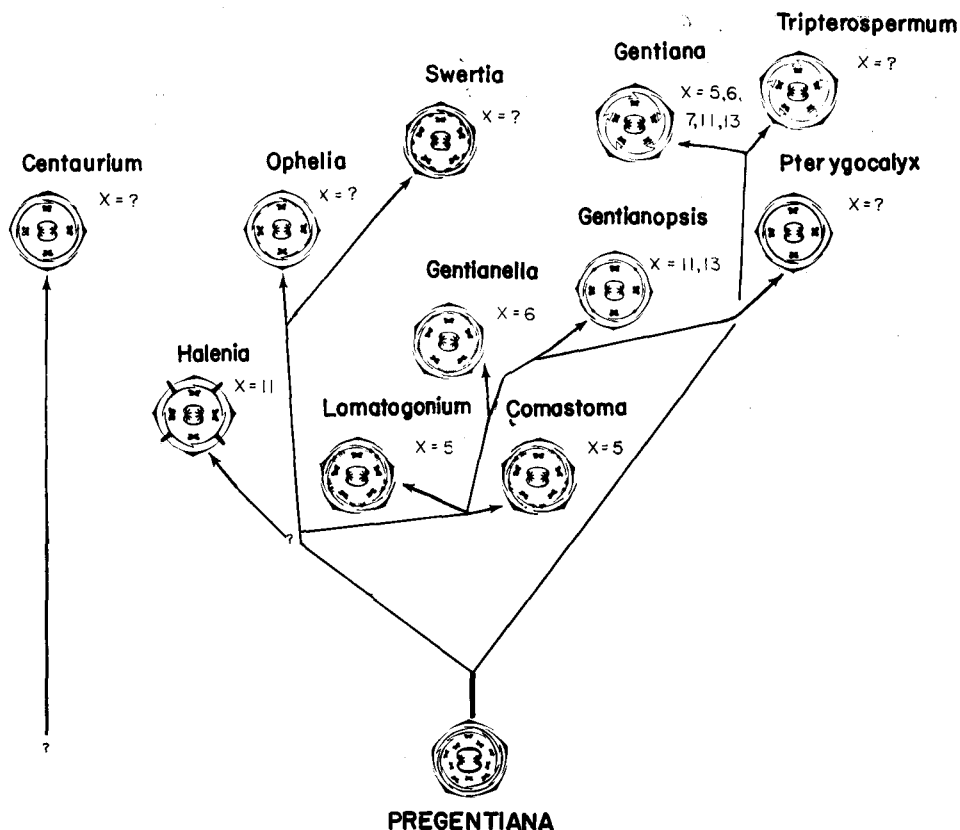 Tripterospermum
X = ?
Gentiana
X = 5,6,
7,11,13
Swertia
X = ?
Centaurium
X = ?
Ophelia
X = ?
Pterygocalyx
X = ?
Gentianopsis
X = 11,13
Gentianella
X = 6
Halenia
X = 11
Lomatogonium
X = 5
Comastoma
X = 5
?
?
PREGENTIANA